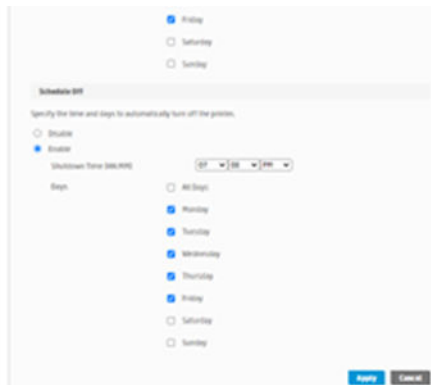 Friday
Saturday
Sunday
Schedule Off
Specify the time and days to automatically turn off the printer.
Disable
Enable
Shutdown Time (HH:MM) 07 PM
Days All Days
Monday
Tuesday
Wednesday
Thursday
Friday
Saturday
Sunday
Apply Cancel